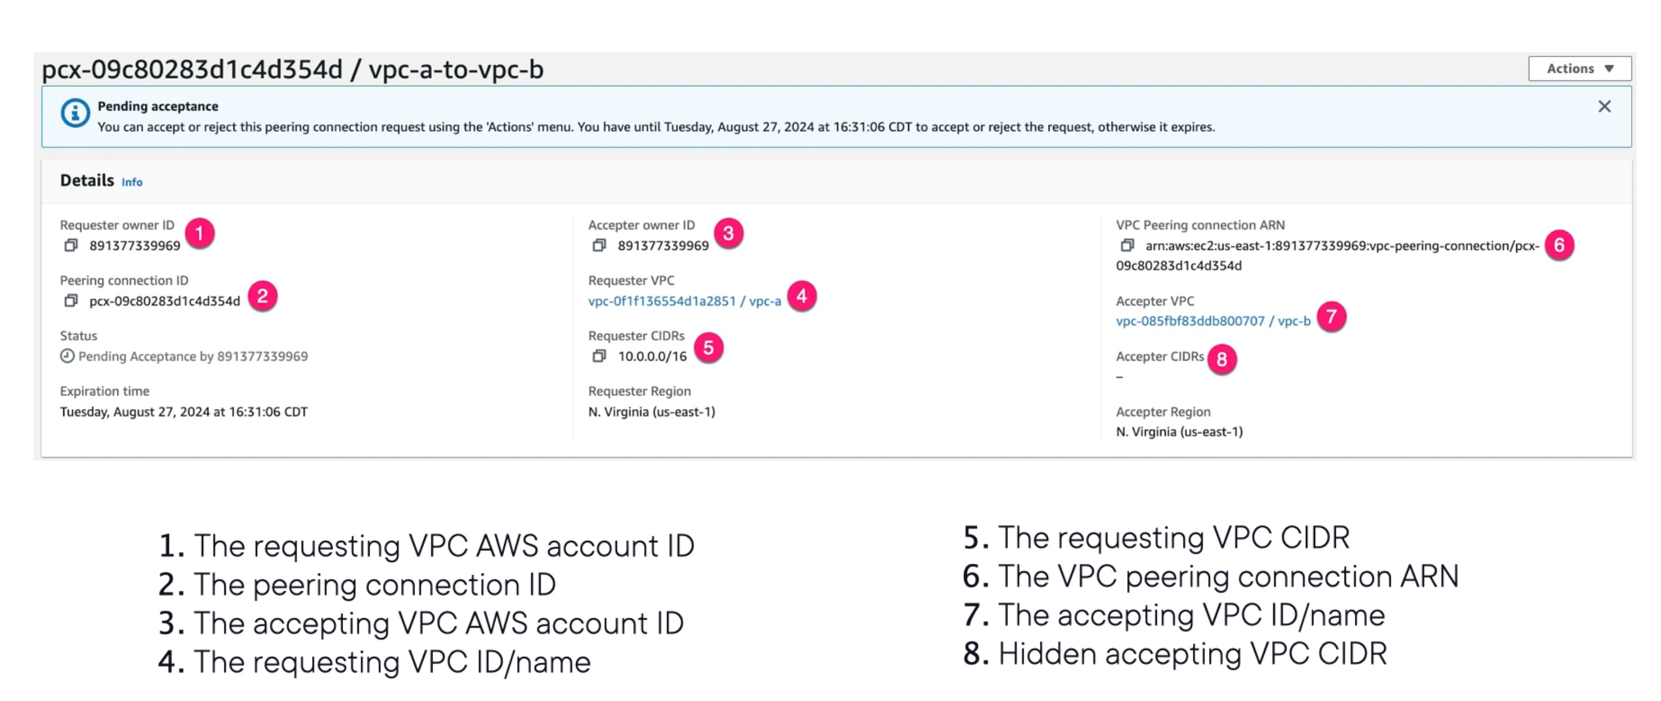 pcx-09c80283d1c4d354d / vpc-a-to-vpc-b
Actions ▼
Pending acceptance
You can accept or reject this peering connection request using the 'Actions' menu. You have until Tuesday, August 27, 2024 at 16:31:06 CDT to accept or reject the request, otherwise it expires.
Details Info
Requester owner ID
891377339969
1
Peering connection ID
pcx-09c80283d1c4d354d
2
Status
Pending Acceptance by 891377339969
Expiration time
Tuesday, August 27, 2024 at 16:31:06 CDT
Accepter owner ID
891377339969
3
Requester VPC
vpc-0f1f136554d1a2851 / vpc-a
4
Requester CIDRs
10.0.0.0/16
5
Requester Region
N. Virginia (us-east-1)
VPC Peering connection ARN
arn:aws:ec2:us-east-1:891377339969:vpc-peering-connection/pcx-
09c80283d1c4d354d
6
Accepter VPC
vpc-085fbf83ddb800707 / vpc-b
7
Accepter CIDRs
8
–
Accepter Region
N. Virginia (us-east-1)
1. The requesting VPC AWS account ID
2. The peering connection ID
3. The accepting VPC AWS account ID
4. The requesting VPC ID/name
5. The requesting VPC CIDR
6. The VPC peering connection ARN
7. The accepting VPC ID/name
8. Hidden accepting VPC CIDR